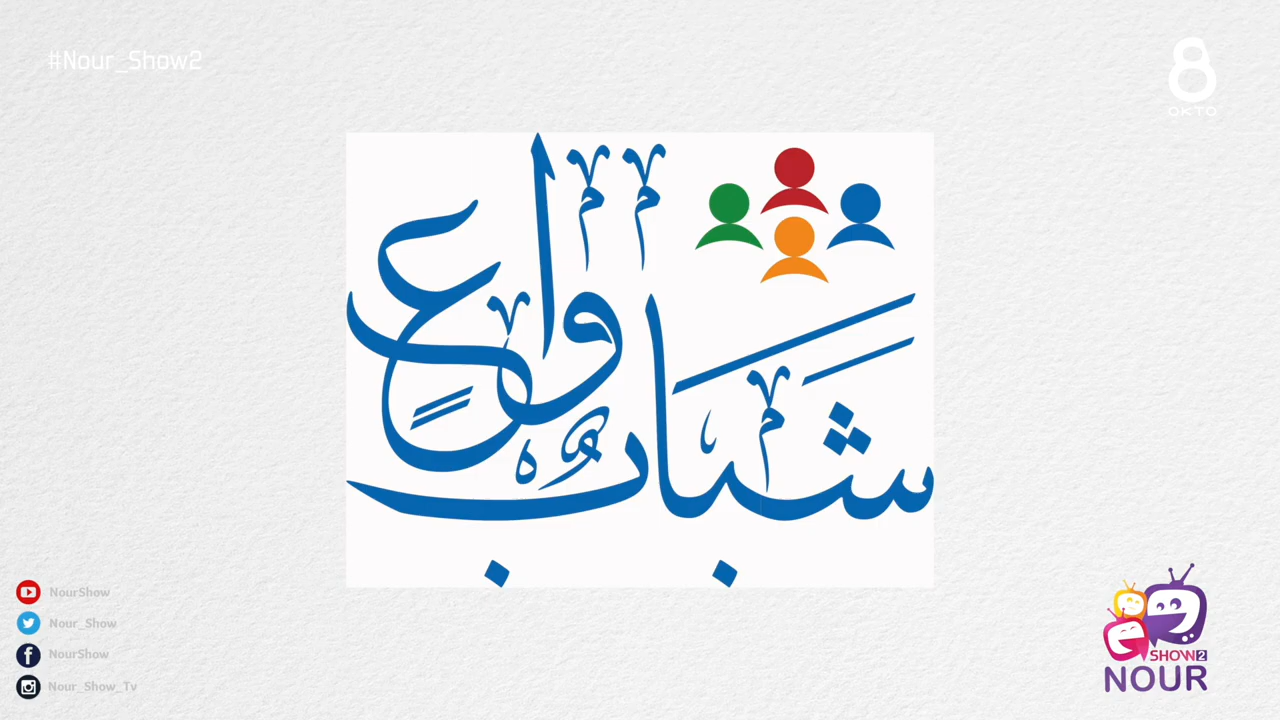 #Nour_Show2
8
OKTO
شبابٌ واعٍ
NourShow
Nour_Show
NourShow
Nour_Show_Tv
SHOW 2
NOUR